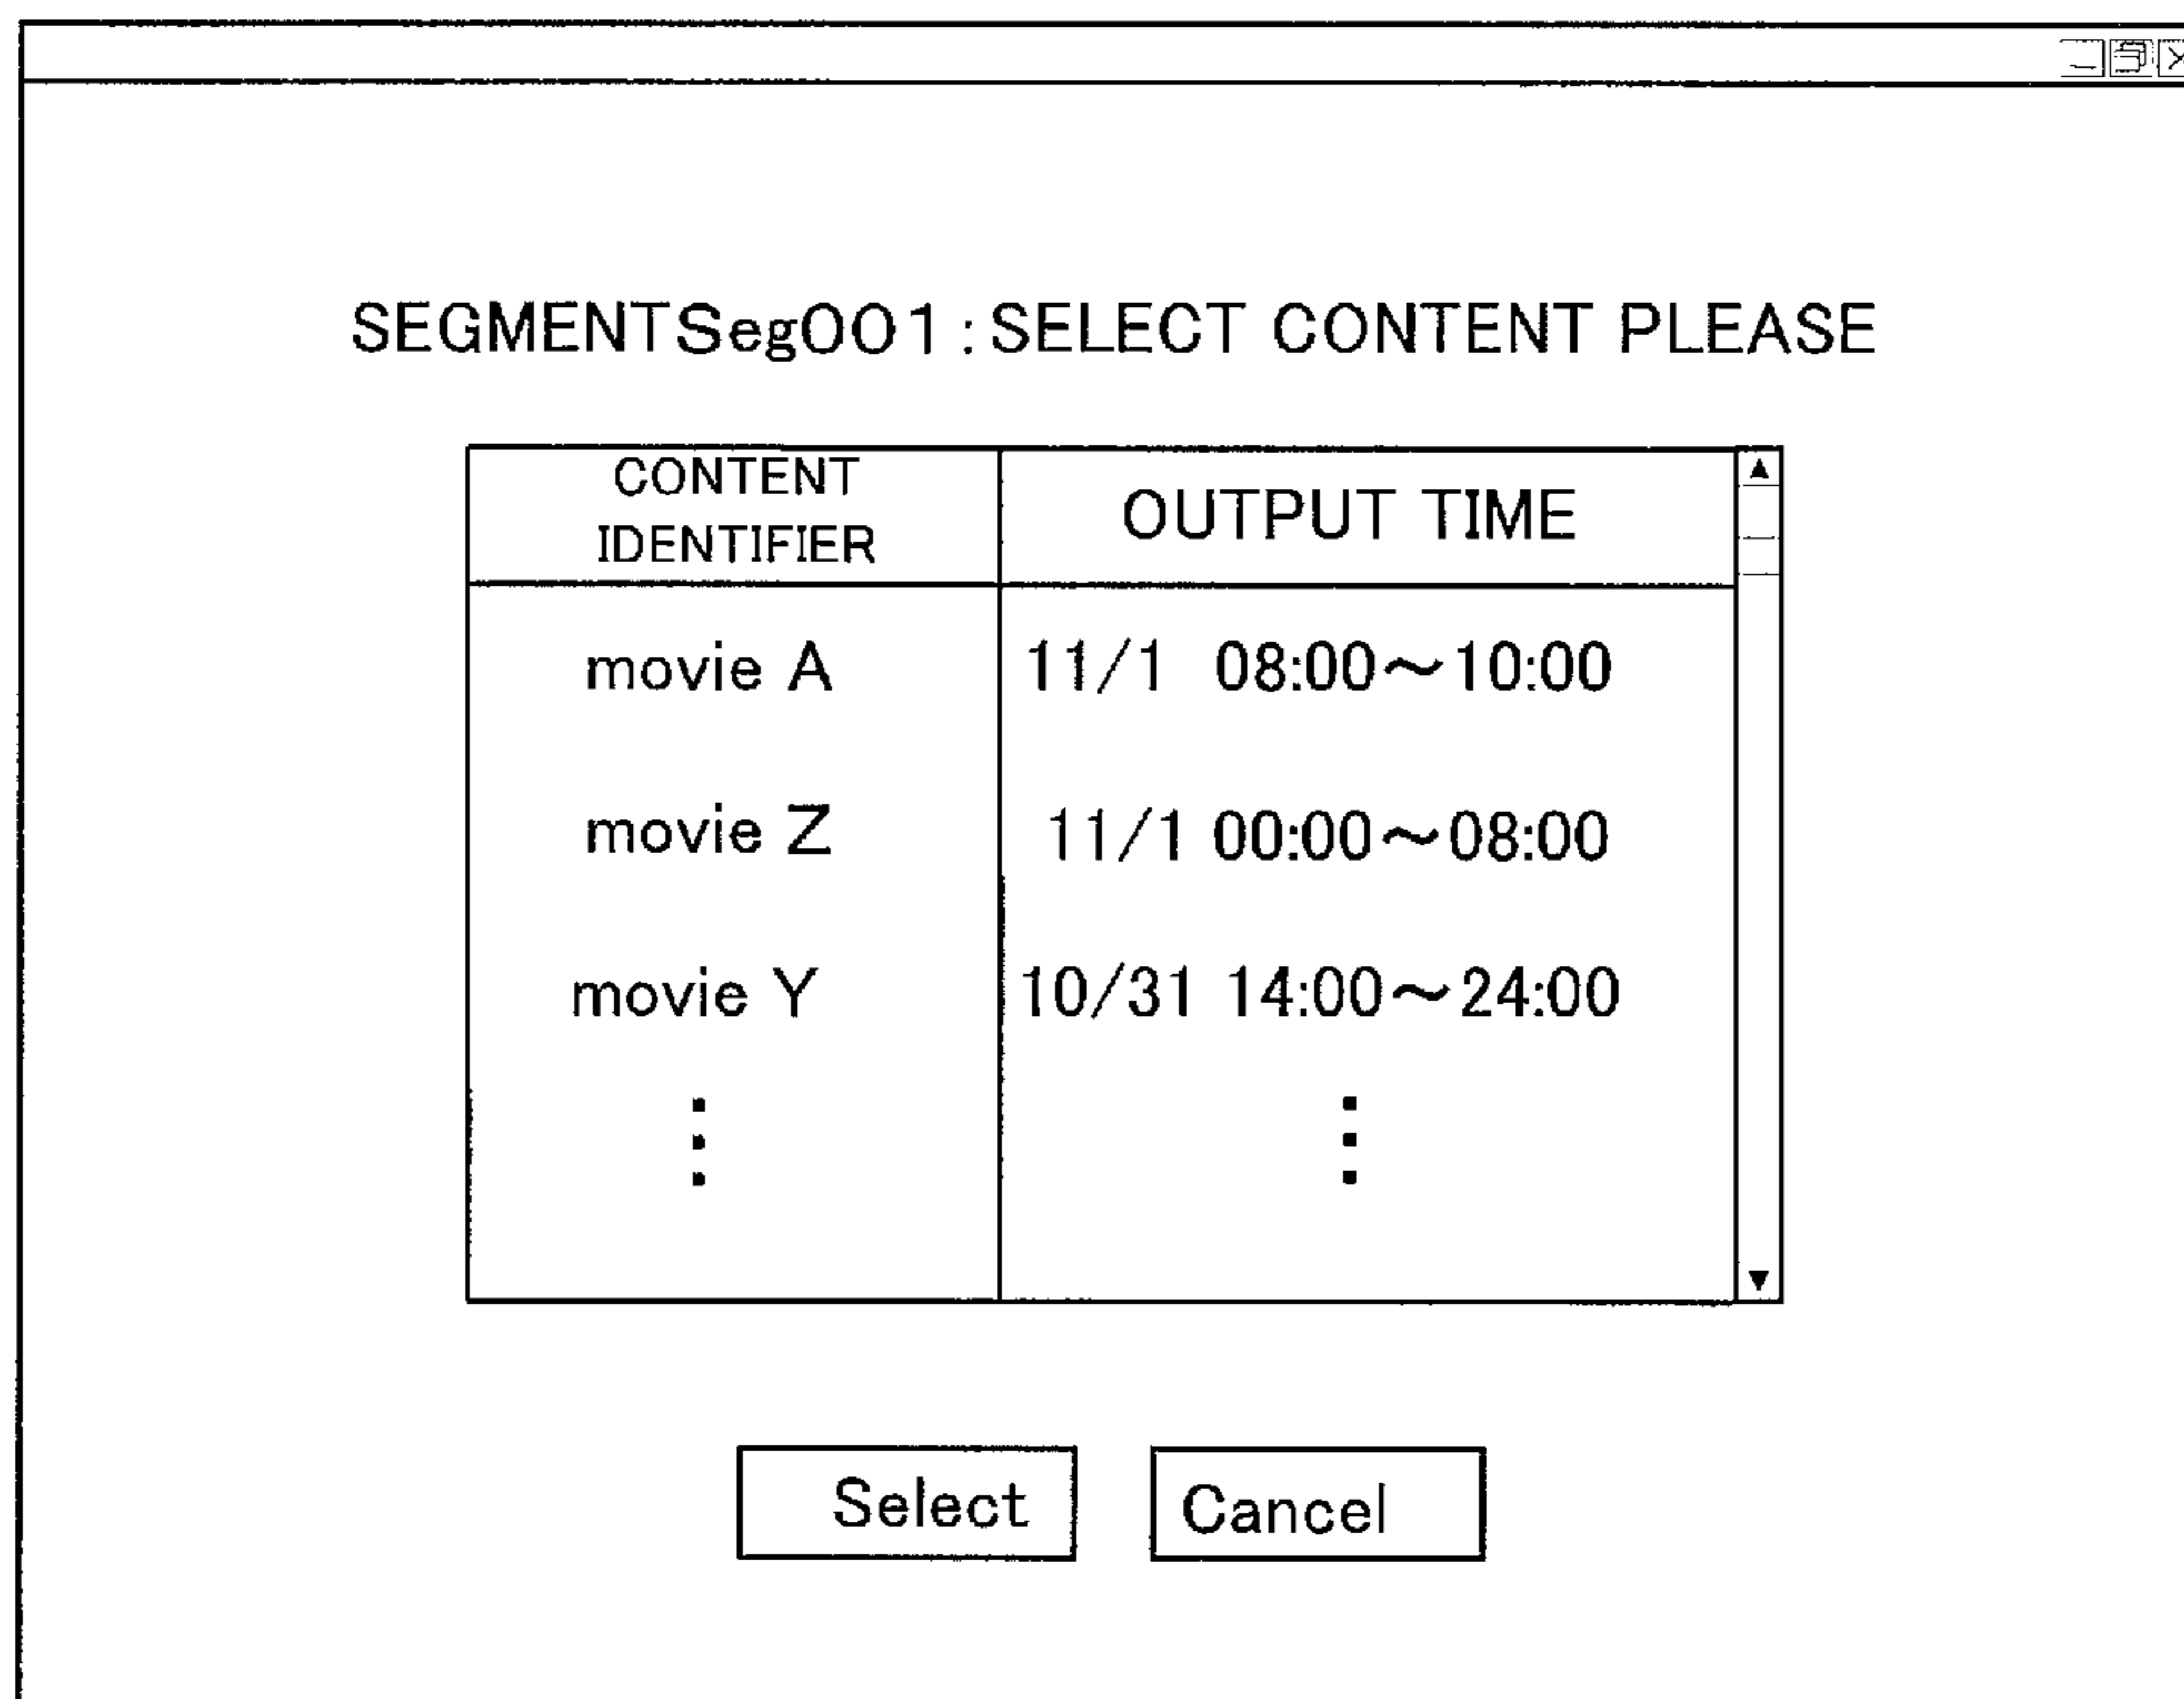 SEGMENTSeg001:SELECT CONTENT PLEASE
CONTENT IDENTIFIER OUTPUT TIME
movie A 11/1 08:00～10:00
movie Z 11/1 00:00～08:00
movie Y 10/31 14:00～24:00
Select Cancel